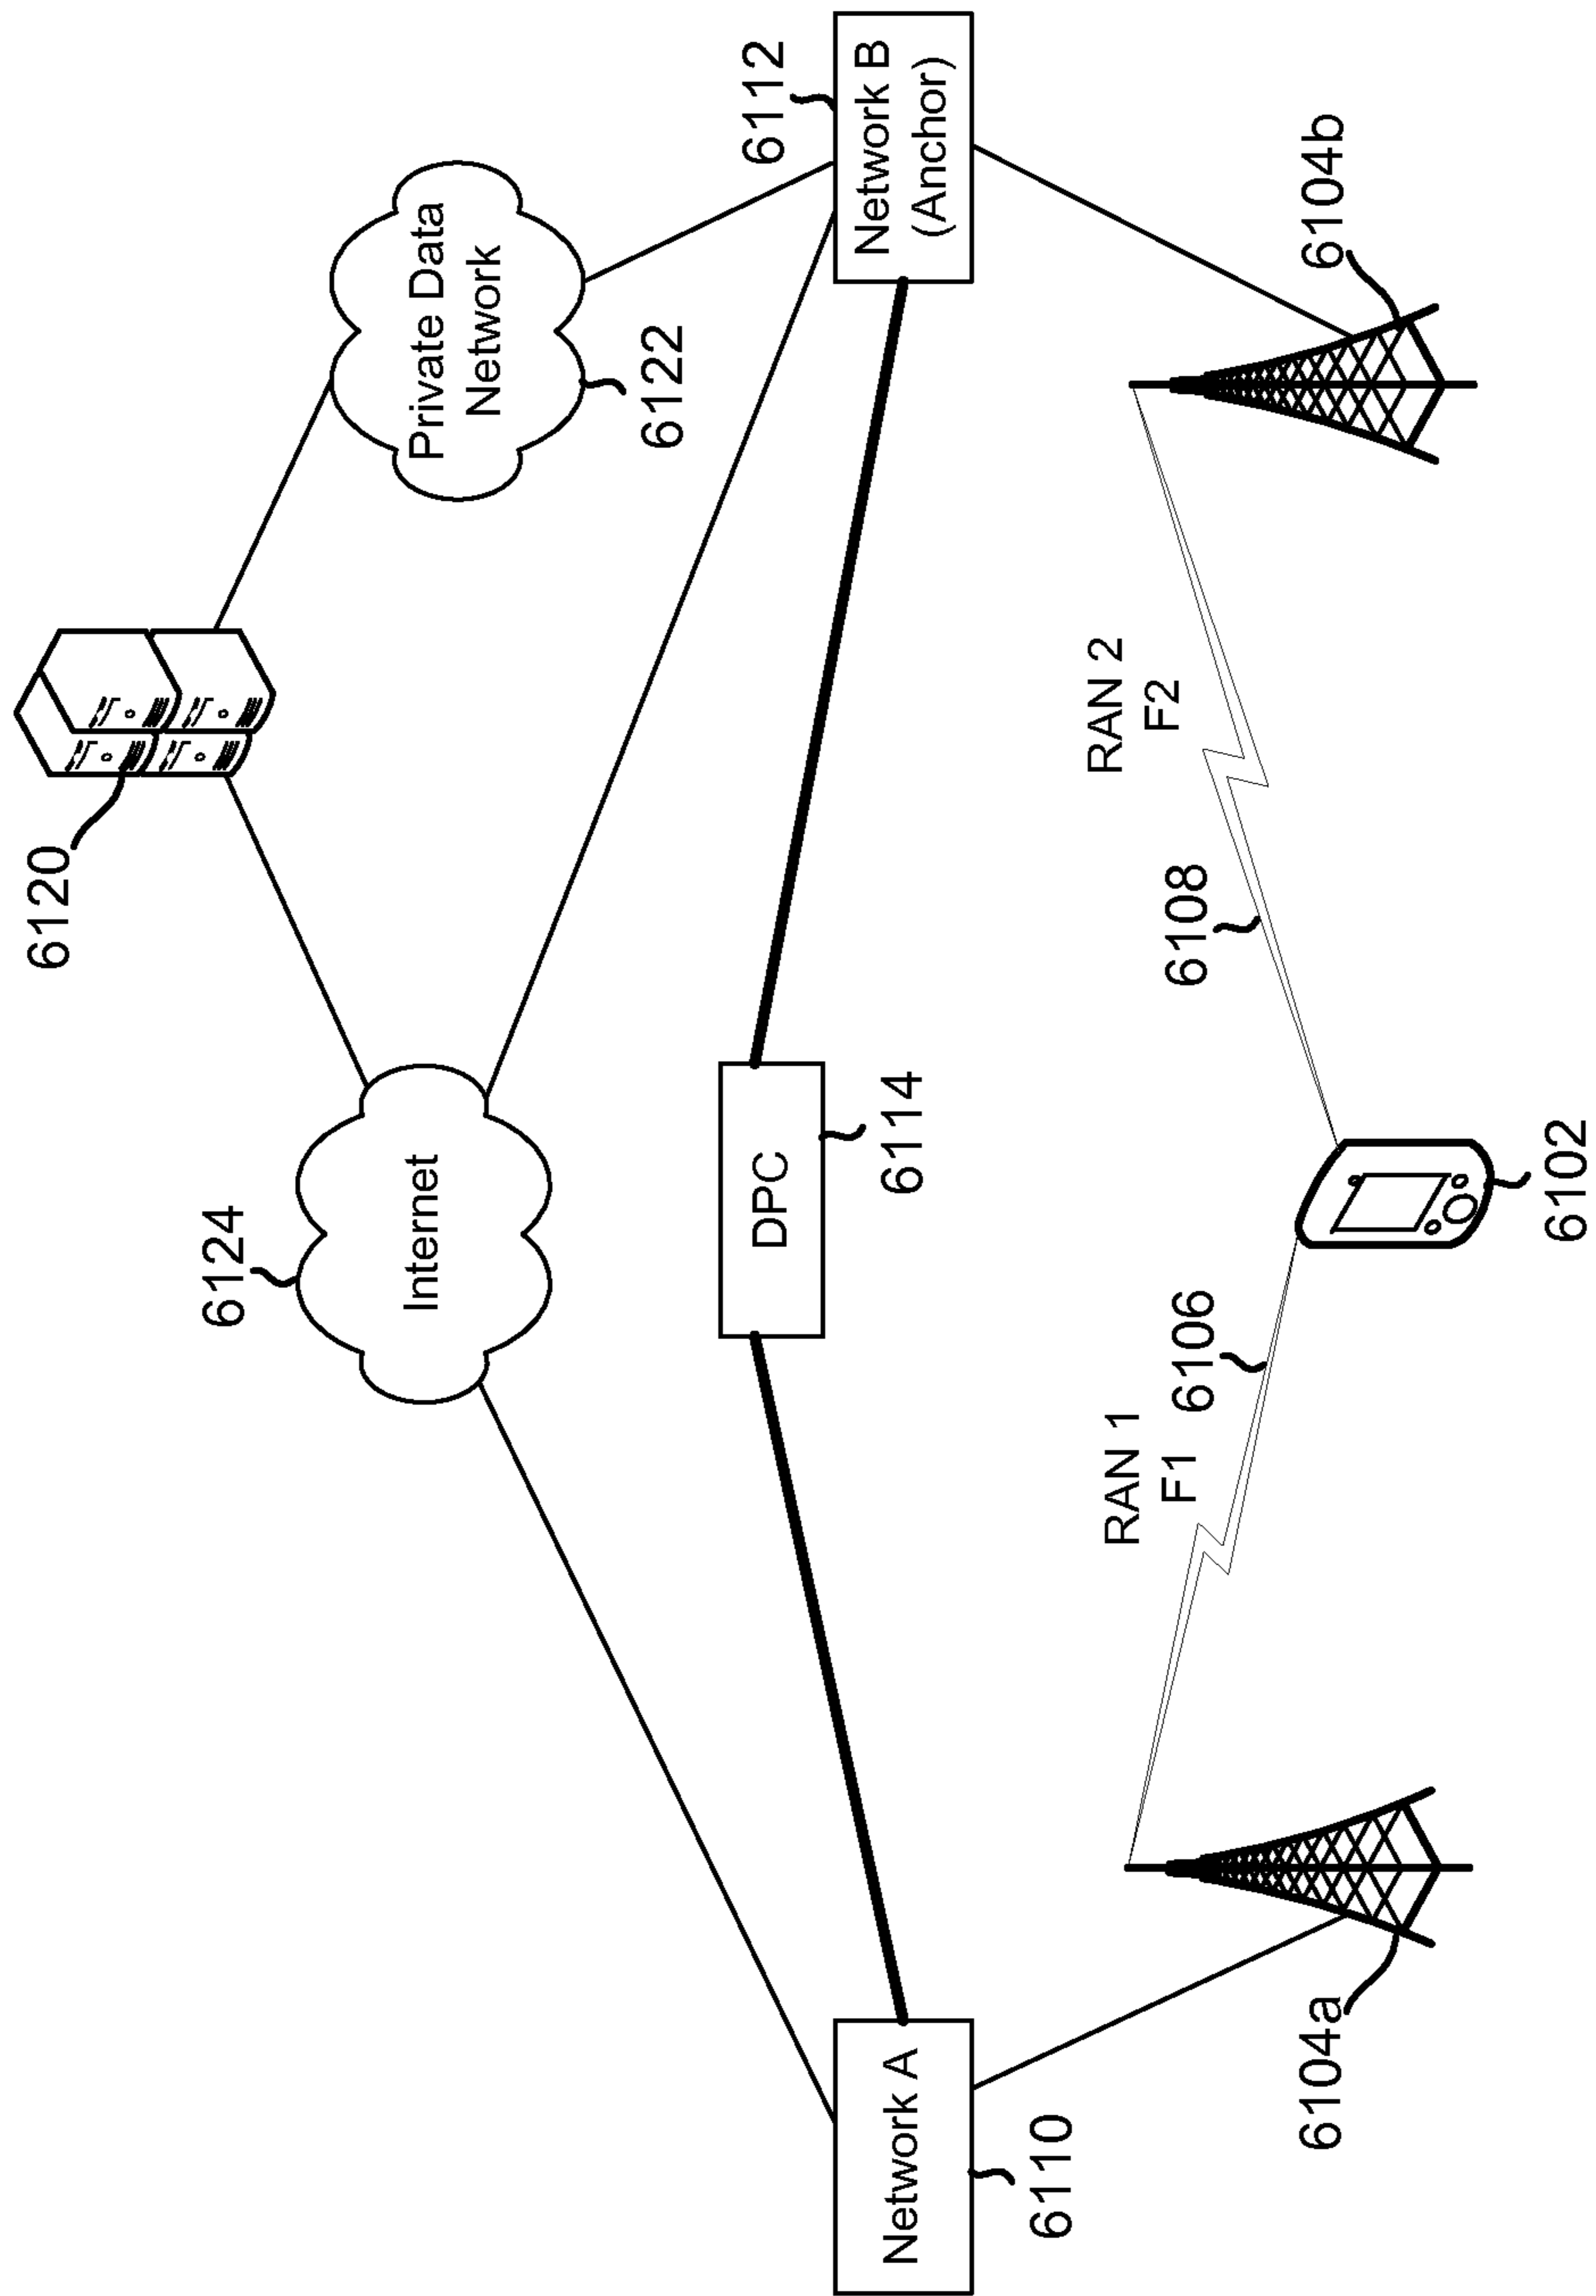 6120
6124
Internet
Private Data
Network
6122
DPC
6114
Network A
6110
6112
Network B
(Anchor)
RAN 1
F1
6106
RAN 2
F2
6108
6104a
6102
6104b